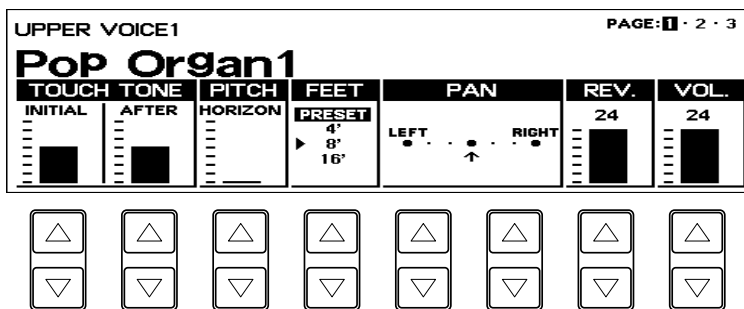 UPPER VOICE1 PAGE:1·2·3
Pop Organ1
TOUCH TONE PITCH FEET PAN REV. VOL.
INITIAL AFTER HORIZON PRESET 24 24
4'
LEFT RIGHT
8'
16'